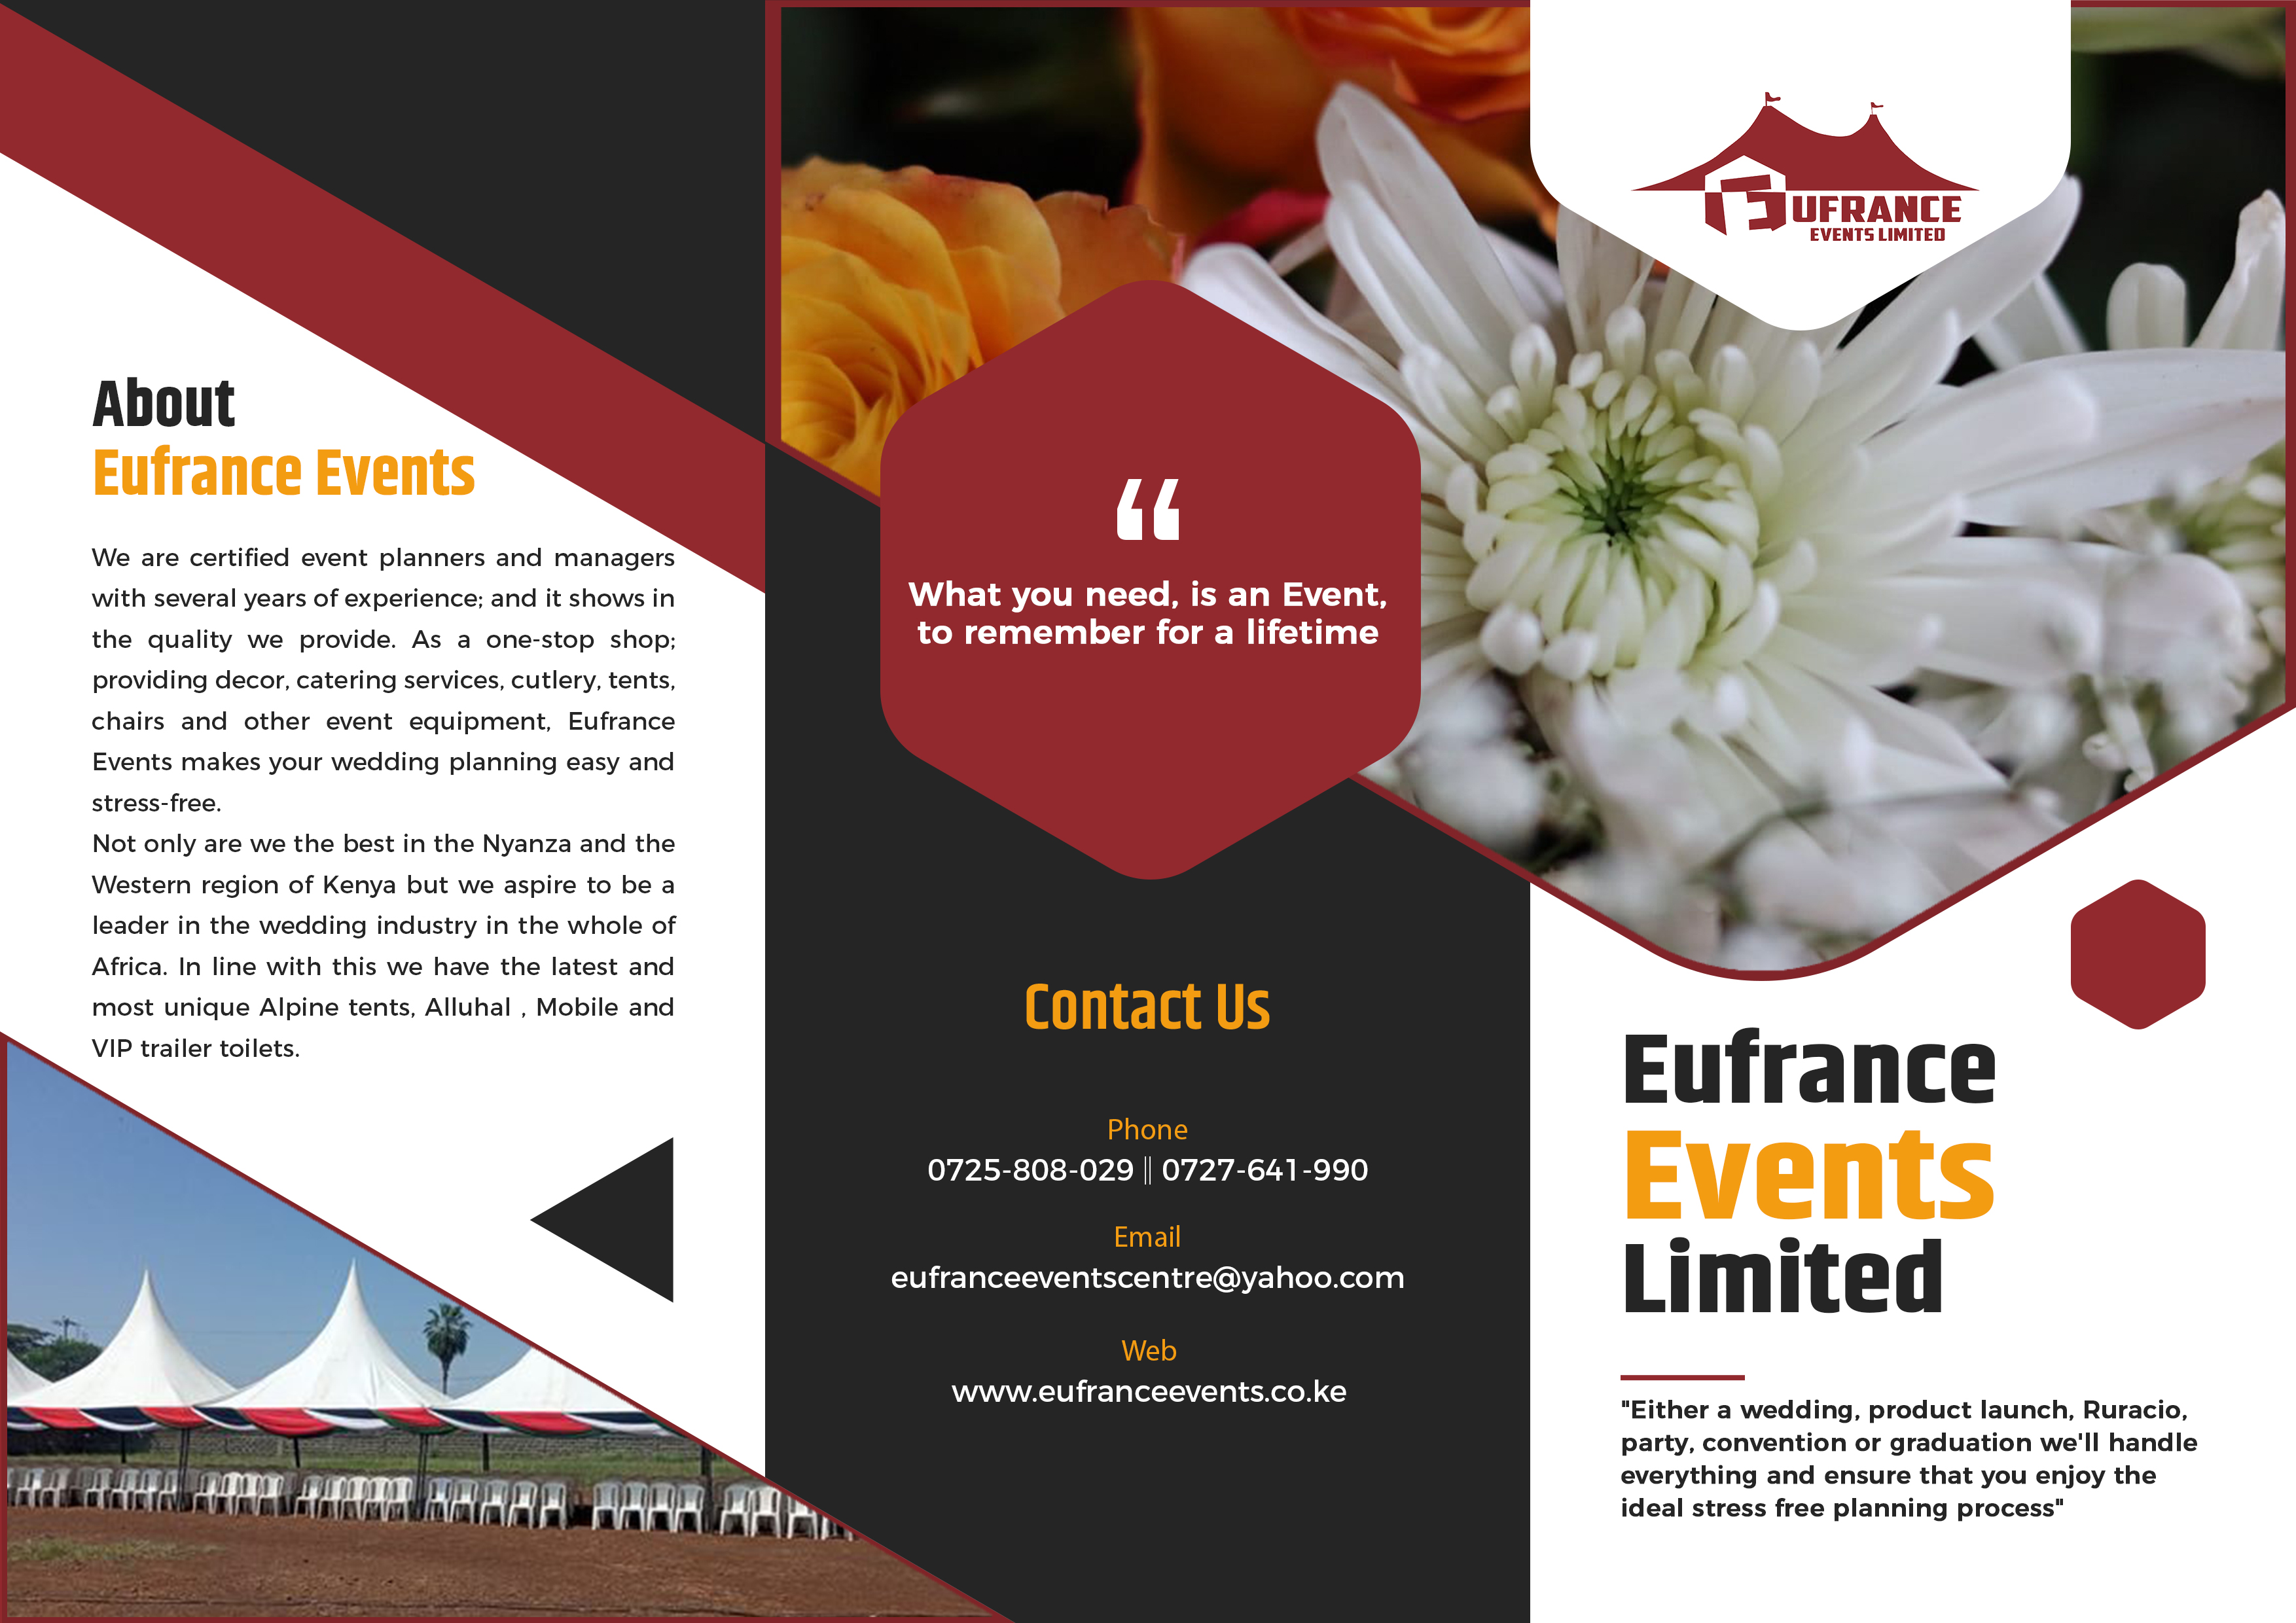 About
Eufrance Events
We are certified event planners and managers
with several years of experience; and it shows in
the quality we provide. As a one-stop shop;
providing decor, catering services, cutlery, tents,
chairs and other event equipment, Eufrance
Events makes your wedding planning easy and
stress-free.
Not only are we the best in the Nyanza and the
Western region of Kenya but we aspire to be a
leader in the wedding industry in the whole of
Africa. In line with this we have the latest and
most unique Alpine tents, Alluhal , Mobile and
VIP trailer toilets.
“
What you need, is an Event,
to remember for a lifetime
Contact Us
Phone
0725-808-029 || 0727-641-990
Email
eufranceeventscentre@yahoo.com
Web
www.eufranceevents.co.ke
EUFRANCE
EVENTS LIMITED
Eufrance
Events
Limited
"Either a wedding, product launch, Ruracio,
party, convention or graduation we'll handle
everything and ensure that you enjoy the
ideal stress free planning process"